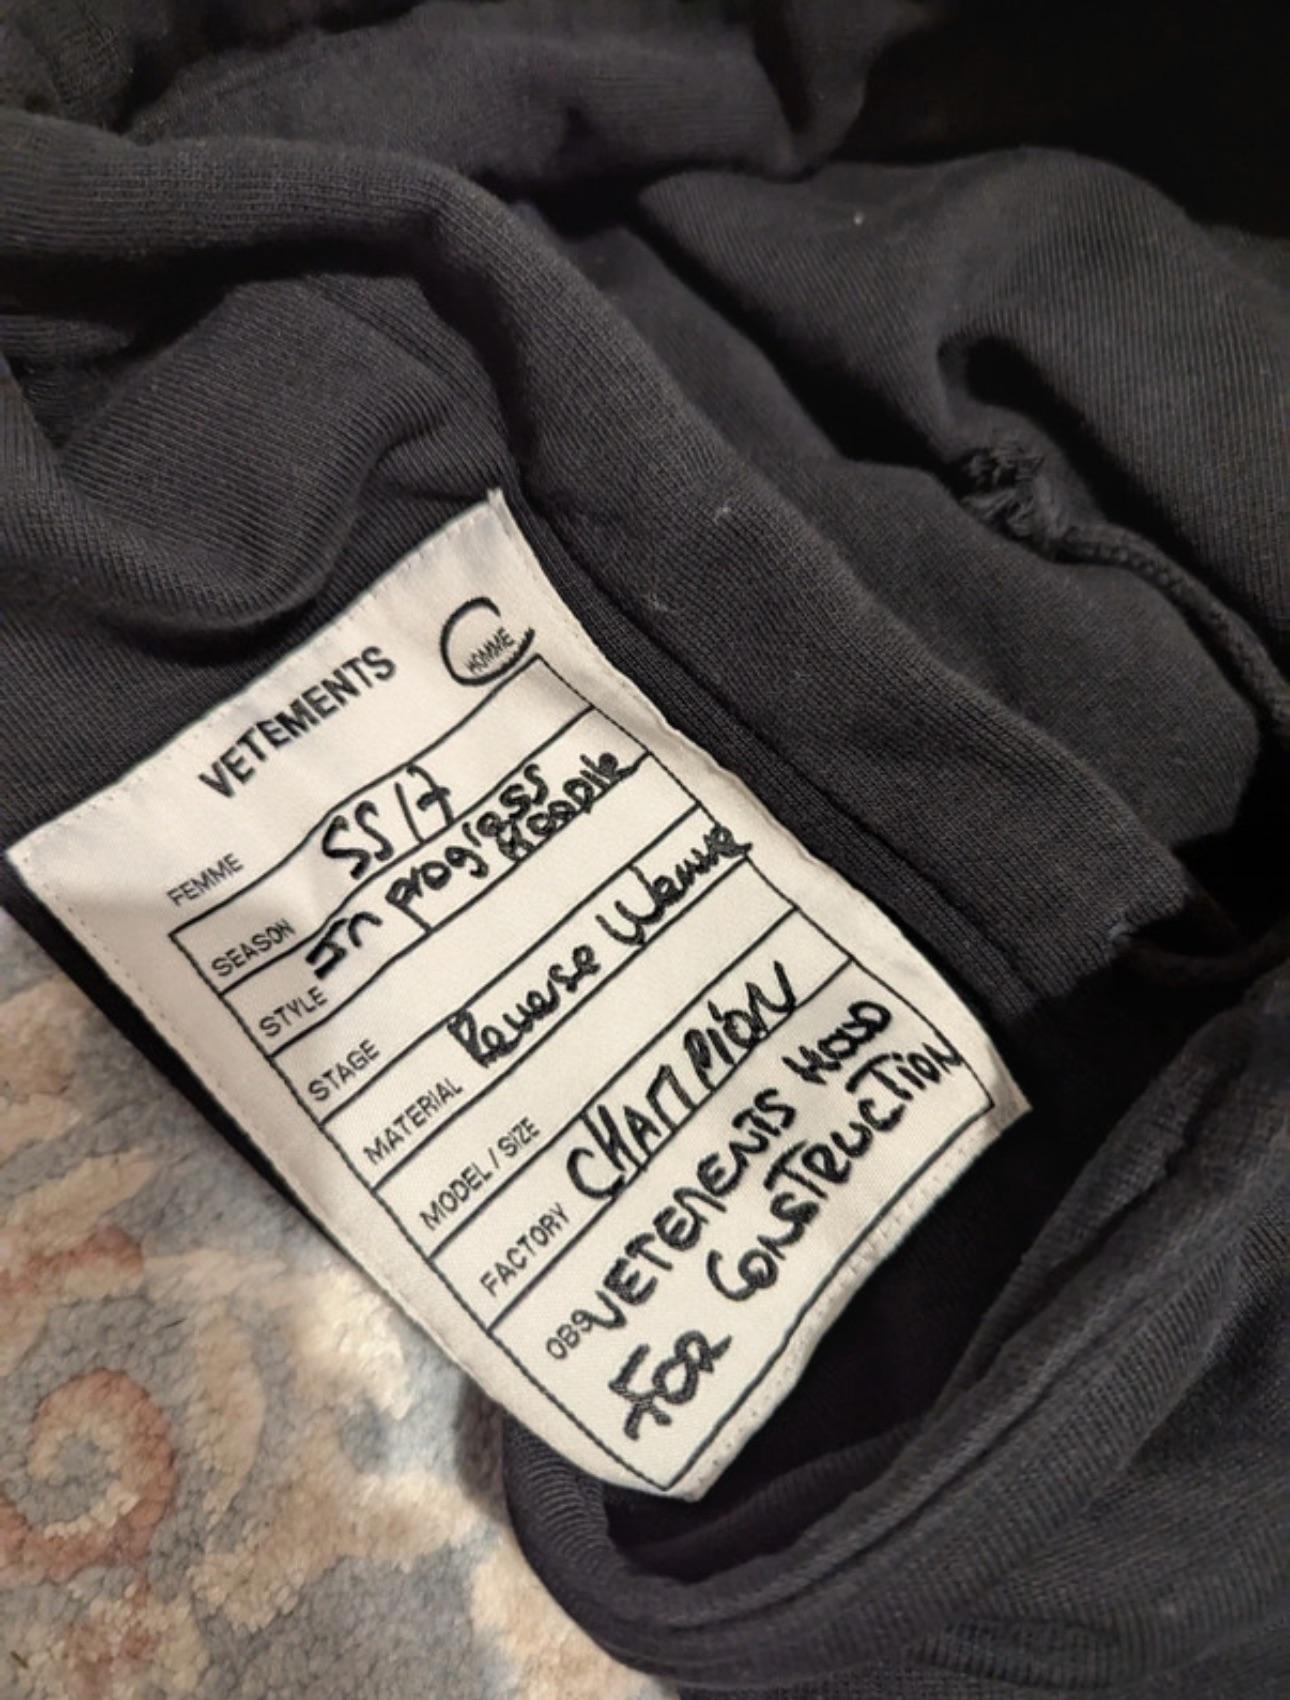 VETEMENTS
FEMME HOMME
SEASON SS17
STYLE In progress
HOODIE
STAGE
MATERIAL Reverse Weave
MODEL / SIZE
FACTORY CHAMPION
OBS VETEMENTS HOOD
FOR CONSTRUCTION